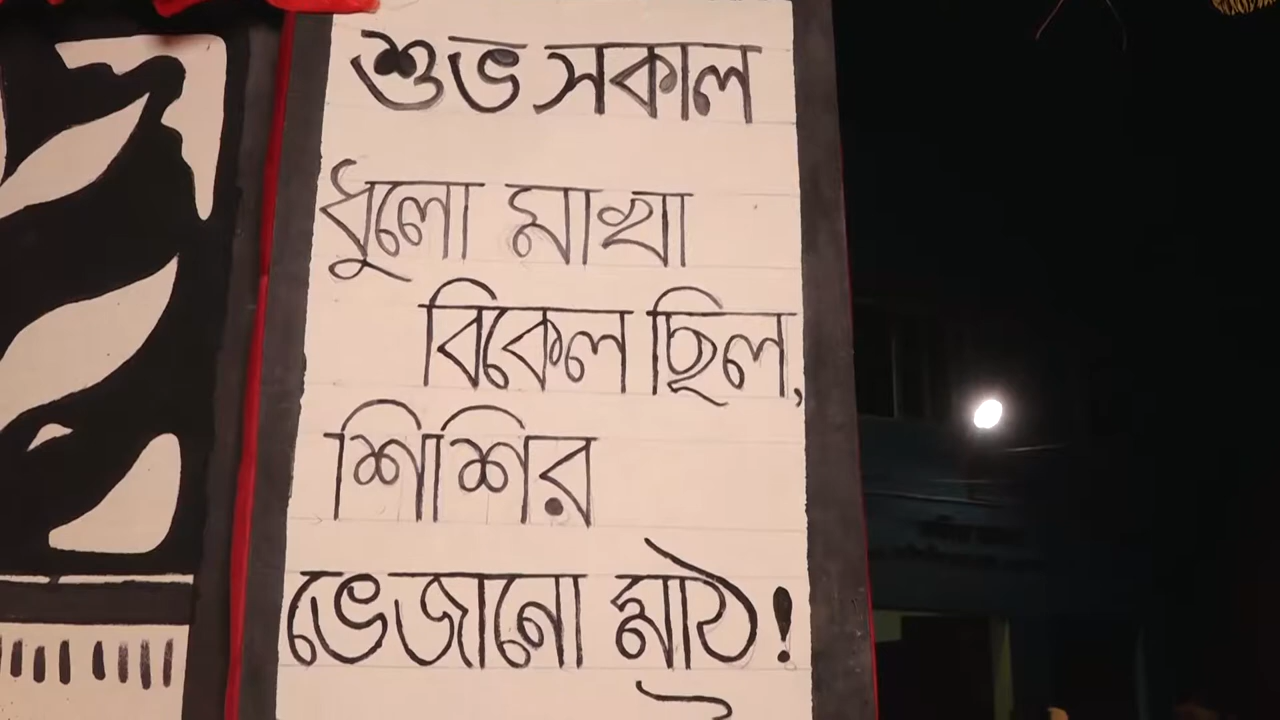 শুভ সকাল
ধুলো মাখা
বিকেল ছিল,
শিশির
ভেজানো মাঠ!